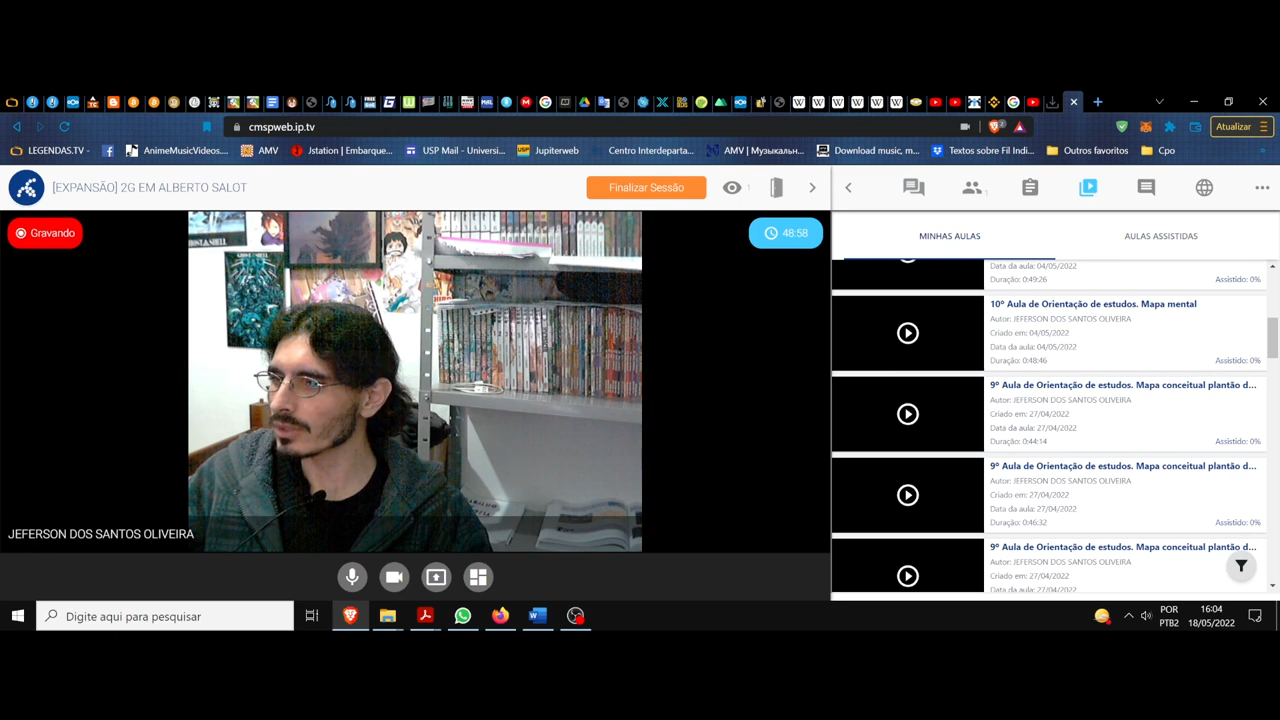 cmspweb.ip.tv
Atualizar
LEGENDAS.TV -
AnimeMusicVideos...
AMV
Jstation | Embarque...
USP Mail - Universi...
Jupiterweb
Centro Interdeparta...
AMV | Музыкальн...
Download music, m...
Textos sobre Fil Indi...
Outros favoritos
Cpo
[EXPANSÃO] 2G EM ALBERTO SALOT
Finalizar Sessão
1
1
Gravando
48:58
JEFERSON DOS SANTOS OLIVEIRA
MINHAS AULAS
AULAS ASSISTIDAS
Data da aula: 04/05/2022
Duração: 0:49:26
Assistido: 0%
10º Aula de Orientação de estudos. Mapa mental
Autor: JEFERSON DOS SANTOS OLIVEIRA
Criado em: 04/05/2022
Data da aula: 04/05/2022
Duração: 0:48:46
Assistido: 0%
9º Aula de Orientação de estudos. Mapa conceitual plantão d...
Autor: JEFERSON DOS SANTOS OLIVEIRA
Criado em: 27/04/2022
Data da aula: 27/04/2022
Duração: 0:44:14
Assistido: 0%
9º Aula de Orientação de estudos. Mapa conceitual plantão d...
Autor: JEFERSON DOS SANTOS OLIVEIRA
Criado em: 27/04/2022
Data da aula: 27/04/2022
Duração: 0:46:32
Assistido: 0%
9º Aula de Orientação de estudos. Mapa conceitual plantão d...
Autor: JEFERSON DOS SANTOS OLIVEIRA
Criado em: 27/04/2022
Data da aula: 27/04/2022
Digite aqui para pesquisar
POR
PTB2
16:04
18/05/2022